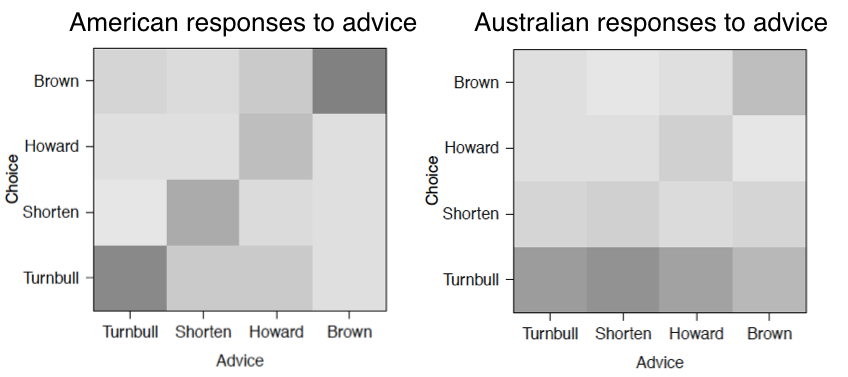 American responses to advice
Choice
Brown
Howard
Shorten
Turnbull
Turnbull Shorten Howard Brown
Advice
Australian responses to advice
Choice
Brown
Howard
Shorten
Turnbull
Turnbull Shorten Howard Brown
Advice